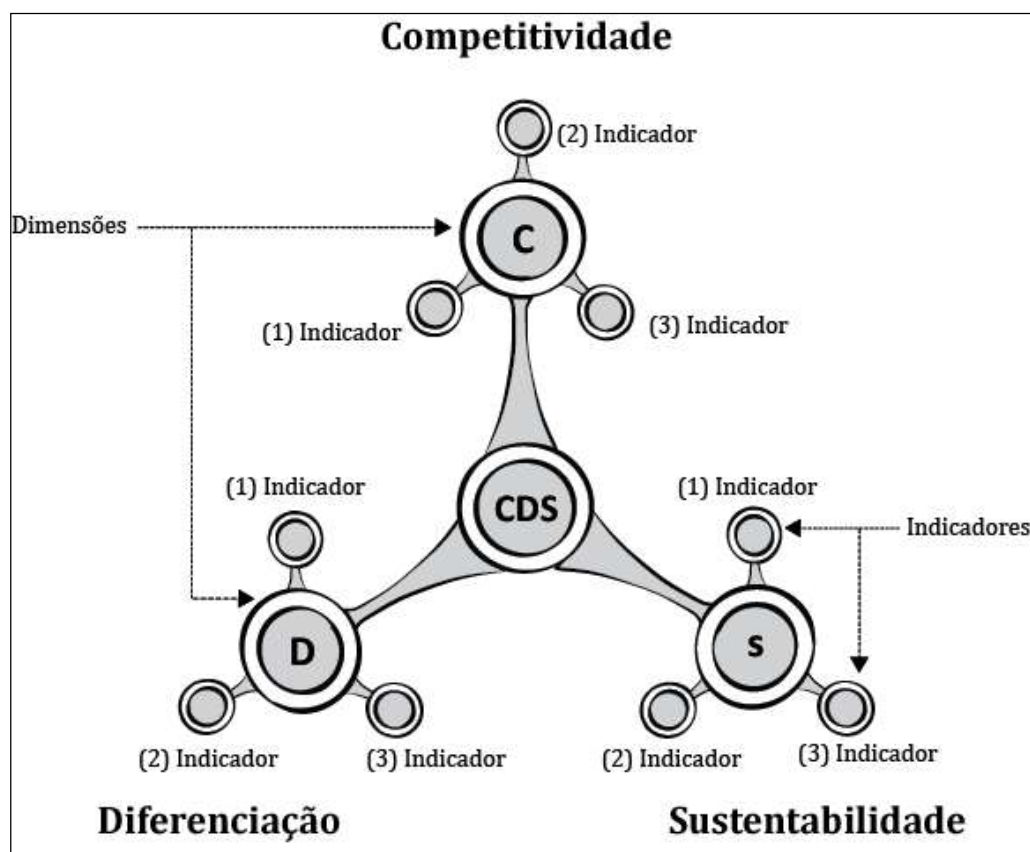 Competitividade
(2) Indicador
Dimensões
C
(1) Indicador
(3) Indicador
CDS
(1) Indicador
(1) Indicador
Indicadores
D
s
(2) Indicador
(3) Indicador
(2) Indicador
(3) Indicador
Diferenciação
Sustentabilidade